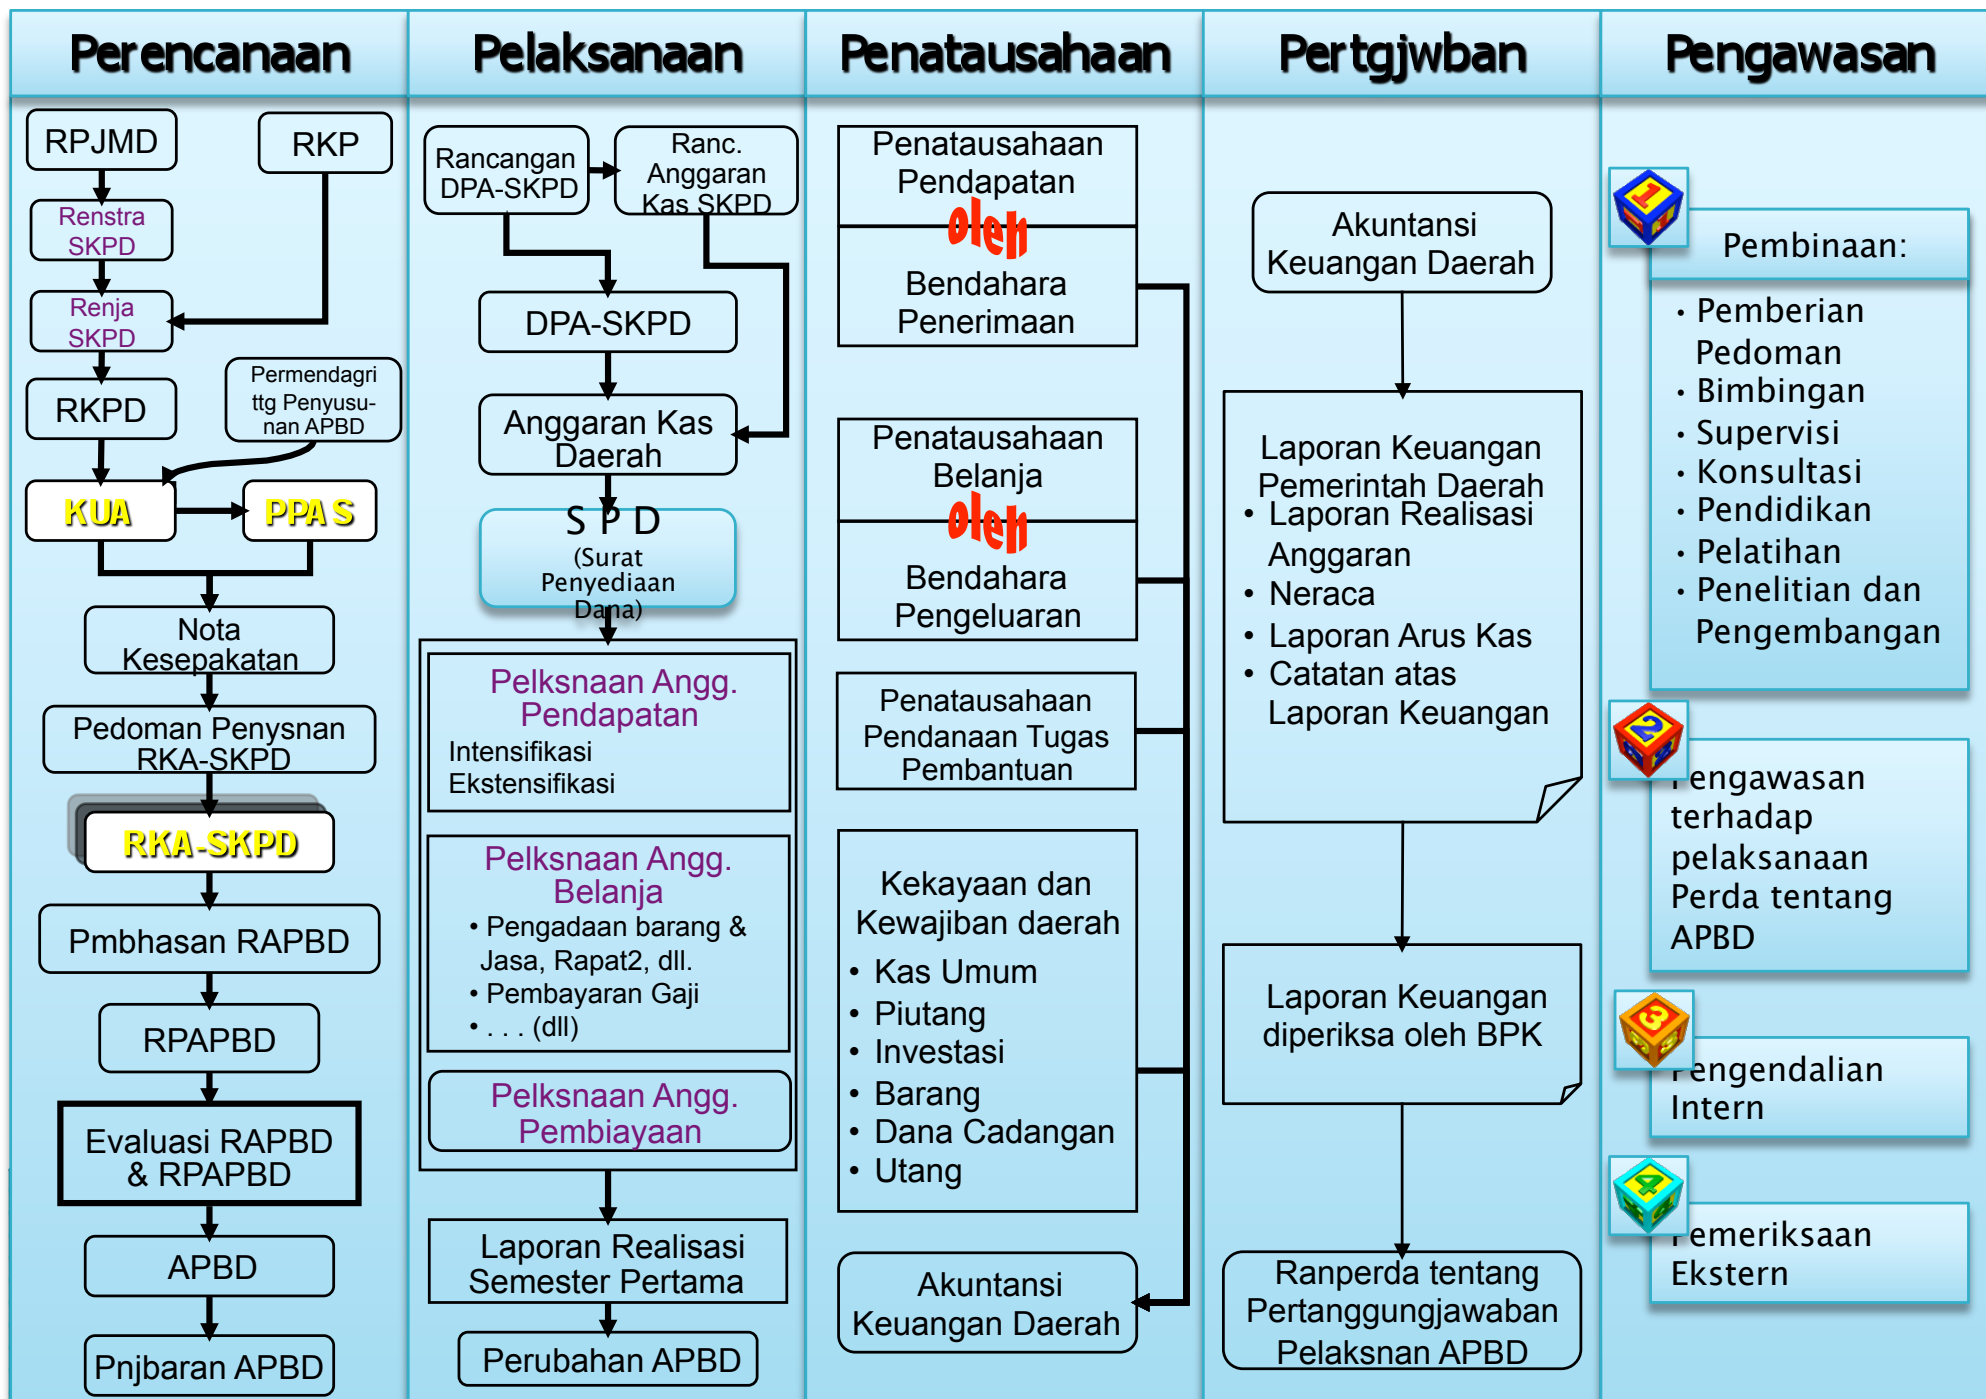 Perencanaan
RPJMD
RKP
Renstra
SKPD
Renja
SKPD
RKPD
Permendagri
ttg Penyusu-
nan APBD
KUA
PPAS
Nota
Kesepakatan
Pedoman Penysnan
RKA-SKPD
RKA-SKPD
Pmbhasan RAPBD
RPAPBD
Evaluasi RAPBD
& RPAPBD
APBD
Pnjbaran APBD
Pelaksanaan
Rancangan
DPA-SKPD
Ranc.
Anggaran
Kas SKPD
DPA-SKPD
Anggaran Kas
Daerah
S P D
(Surat
Penyediaan
Dana)
Pelksnaan Angg.
Pendapatan
Intensifikasi
Ekstensifikasi
Pelksnaan Angg.
Belanja
• Pengadaan barang &
Jasa, Rapat2, dll.
• Pembayaran Gaji
• . . . (dll)
Pelksnaan Angg.
Pembiayaan
Laporan Realisasi
Semester Pertama
Perubahan APBD
Penatausahaan
Penatausahaan
Pendapatan
oleh
Bendahara
Penerimaan
Penatausahaan
Belanja
oleh
Bendahara
Pengeluaran
Penatausahaan
Pendanaan Tugas
Pembantuan
Kekayaan dan
Kewajiban daerah
• Kas Umum
• Piutang
• Investasi
• Barang
• Dana Cadangan
• Utang
Akuntansi
Keuangan Daerah
Pertgjwban
Akuntansi
Keuangan Daerah
Laporan Keuangan
Pemerintah Daerah
• Laporan Realisasi
Anggaran
• Neraca
• Laporan Arus Kas
• Catatan atas
Laporan Keuangan
Laporan Keuangan
diperiksa oleh BPK
Ranperda tentang
Pertanggungjawaban
Pelaksnan APBD
Pengawasan
1
Pembinaan:
• Pemberian
Pedoman
• Bimbingan
• Supervisi
• Konsultasi
• Pendidikan
• Pelatihan
• Penelitian dan
Pengembangan
2
Pengawasan
terhadap
pelaksanaan
Perda tentang
APBD
3
Pengendalian
Intern
4
Pemeriksaan
Ekstern